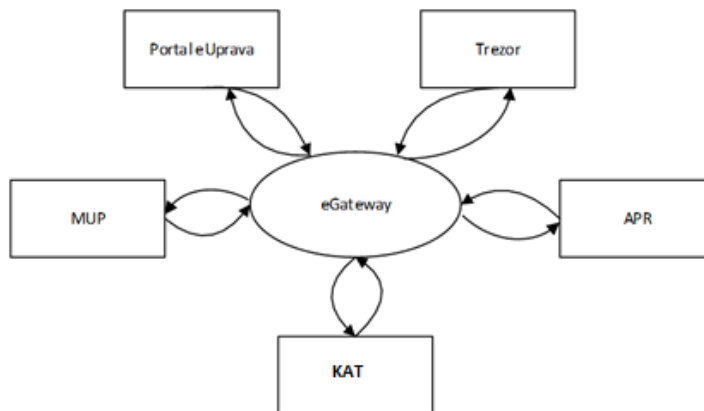 Portal eUprava
Trezor
eGateway
MUP
APR
KAT